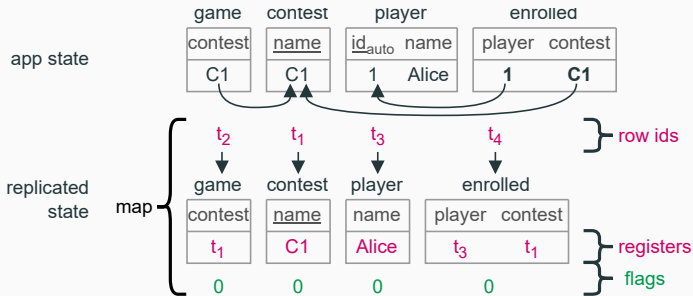 game contest player enrolled
contest name id_auto name player contest
app state
C1 C1 1 Alice 1 C1
t2 t1 t3 t4 row ids
replicated
state
map
game contest player enrolled
contest name name player contest
t1 C1 Alice t3 t1 registers
0 0 0 0 flags